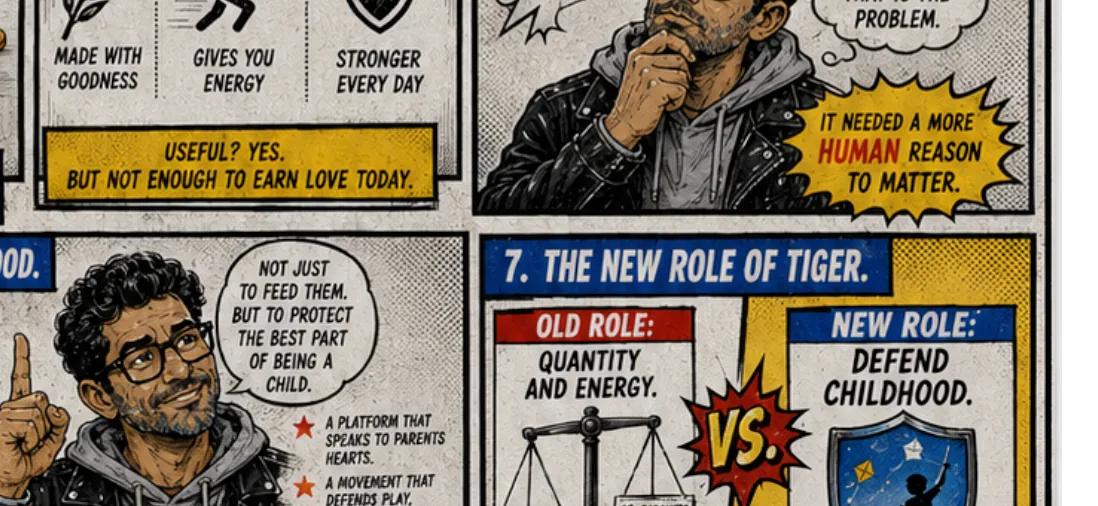 MADE WITH
GOODNESS
GIVES YOU
ENERGY
STRONGER
EVERY DAY
USEFUL? YES.
BUT NOT ENOUGH TO EARN LOVE TODAY.
PROBLEM.
IT NEEDED A MORE
HUMAN REASON
TO MATTER.
OD.
NOT JUST
TO FEED THEM.
BUT TO PROTECT
THE BEST PART
OF BEING A
CHILD.
A PLATFORM THAT
SPEAKS TO PARENTS
HEARTS.
A MOVEMENT THAT
DEFENDS PLAY,
7. THE NEW ROLE OF TIGER.
OLD ROLE:
QUANTITY
AND ENERGY.
VS.
NEW ROLE:
DEFEND
CHILDHOOD.